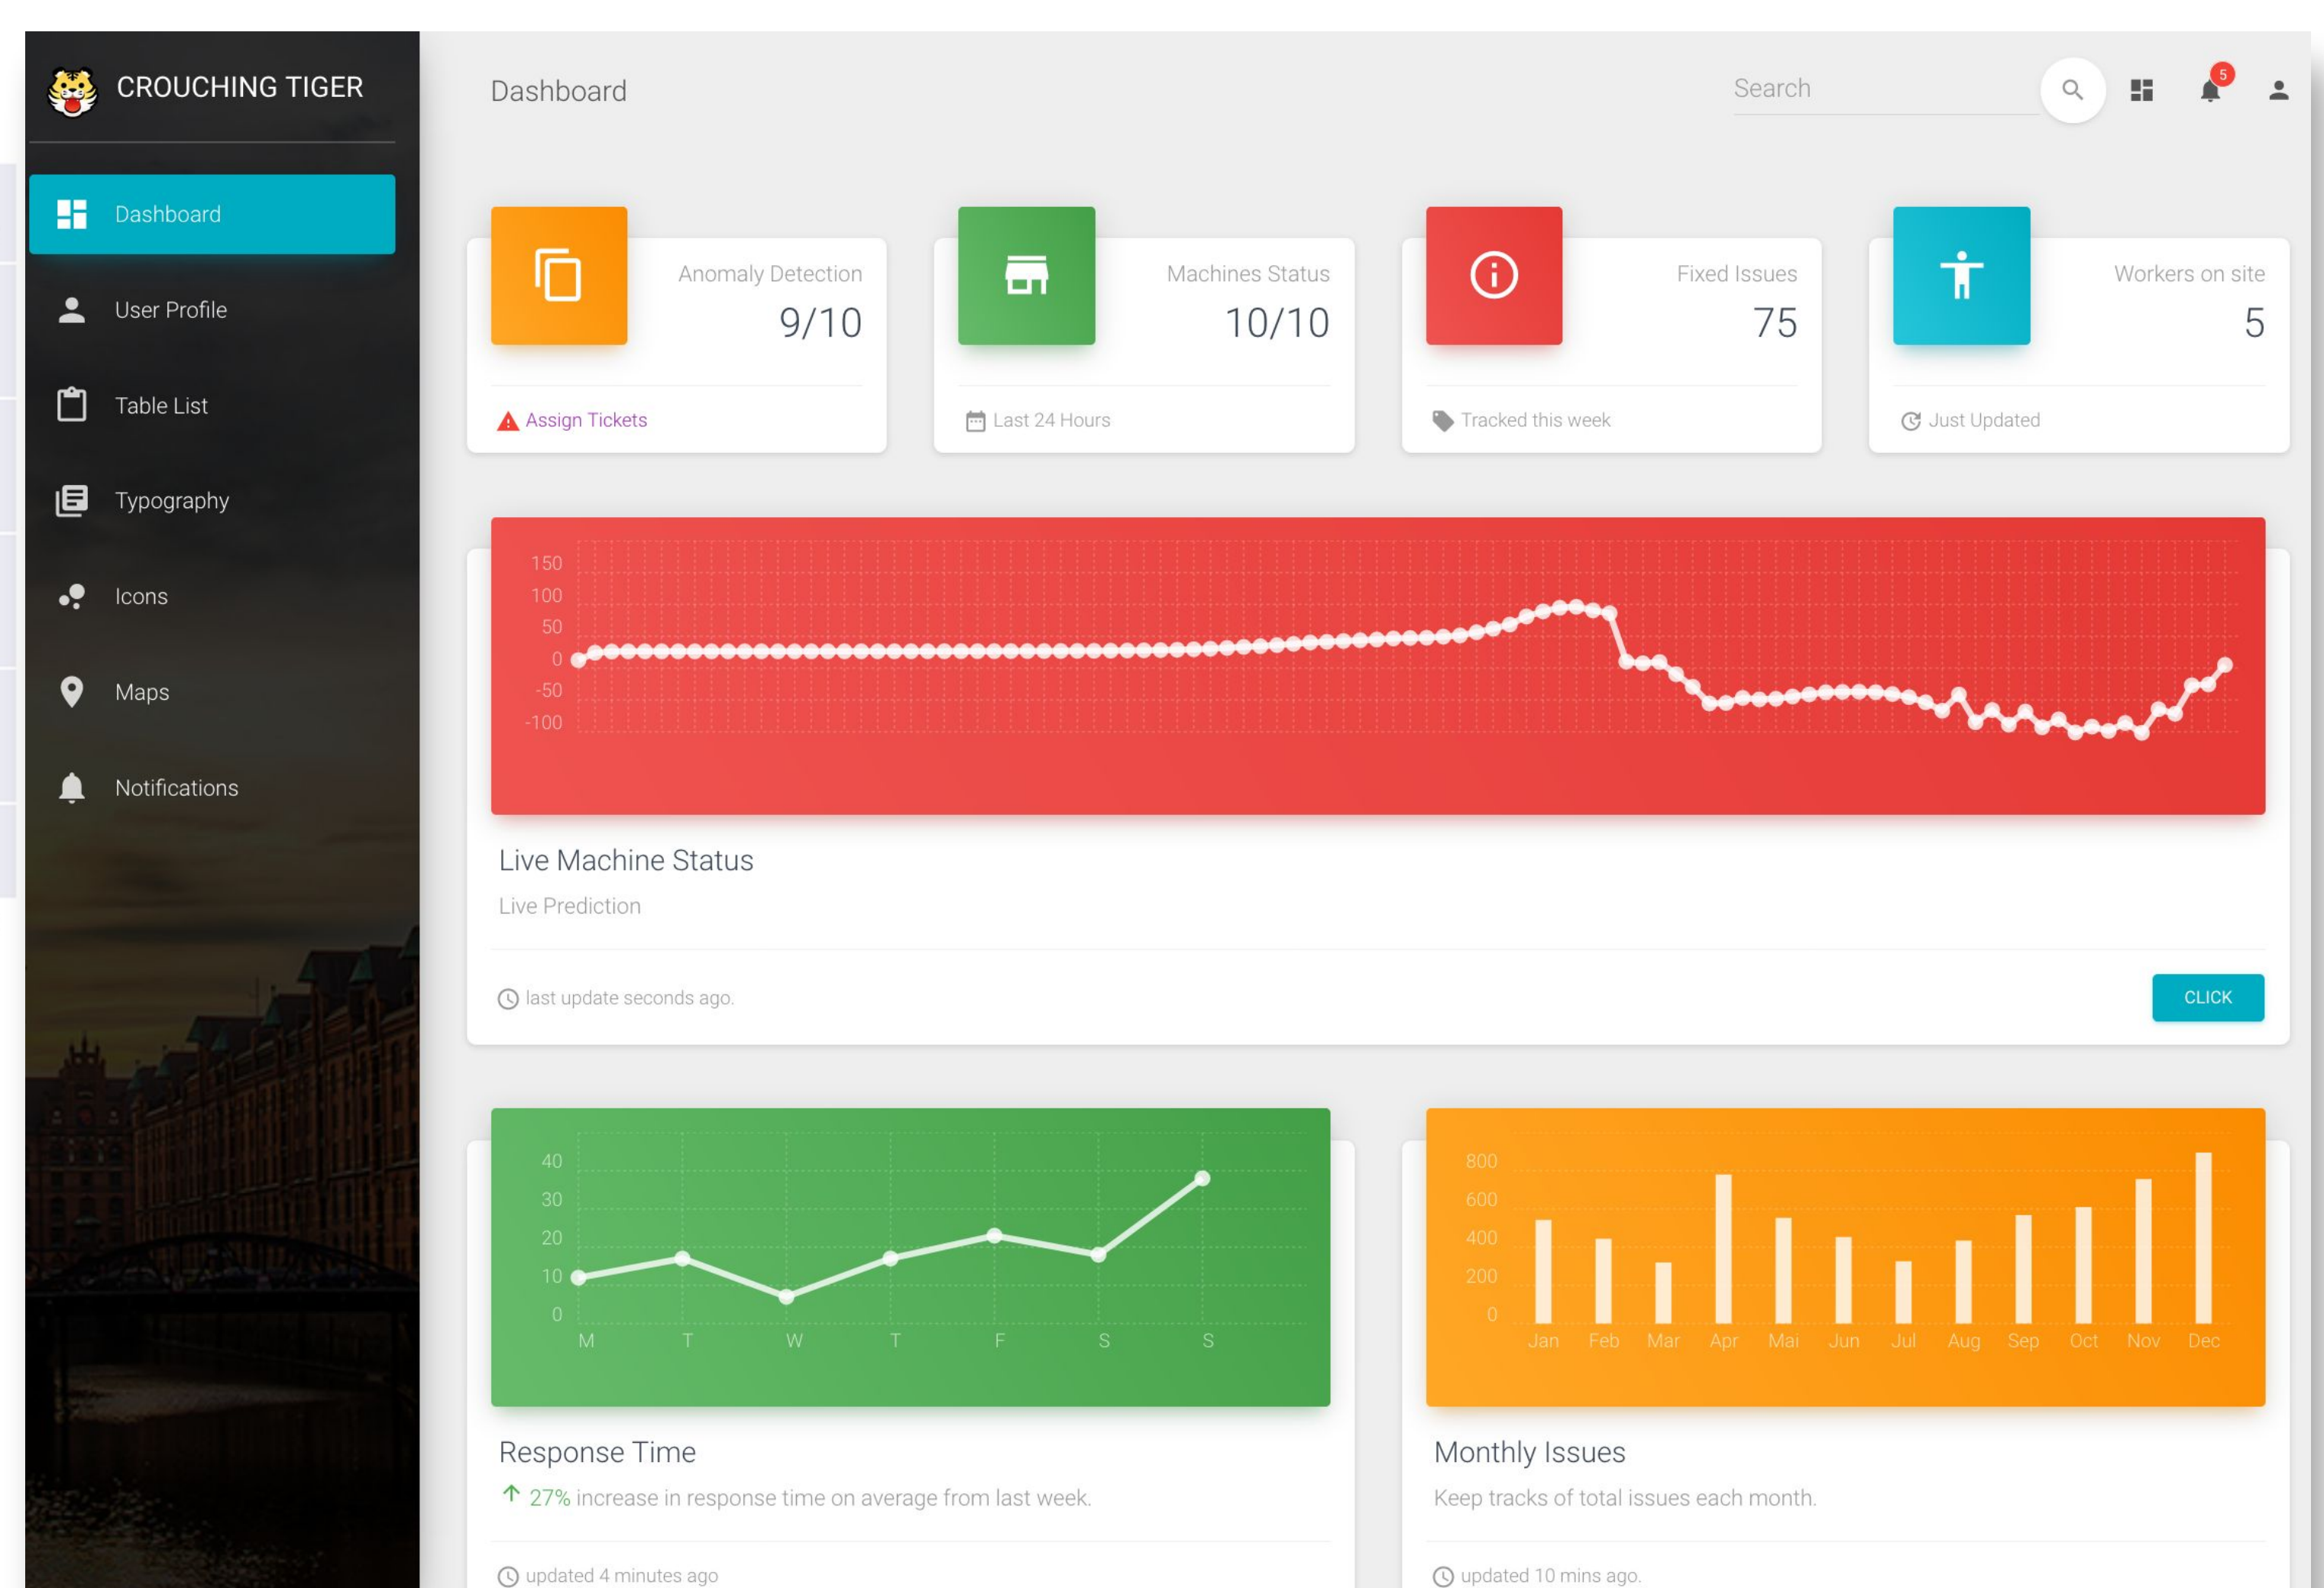 CROUCHING TIGER
Dashboard
User Profile
Table List
Typography
Icons
Maps
Notifications
Dashboard
Search
5
Anomaly Detection
9/10
Assign Tickets
Machines Status
10/10
Last 24 Hours
Fixed Issues
75
Tracked this week
Workers on site
5
Just Updated
150
100
50
0
-50
-100
Live Machine Status
Live Prediction
last update seconds ago.
CLICK
40
30
20
10
0
M T W T F S S
Response Time
27% increase in response time on average from last week.
updated 4 minutes ago
800
600
400
200
0
Jan Feb Mar Apr Mai Jun Jul Aug Sep Oct Nov Dec
Monthly Issues
Keep tracks of total issues each month.
updated 10 mins ago.